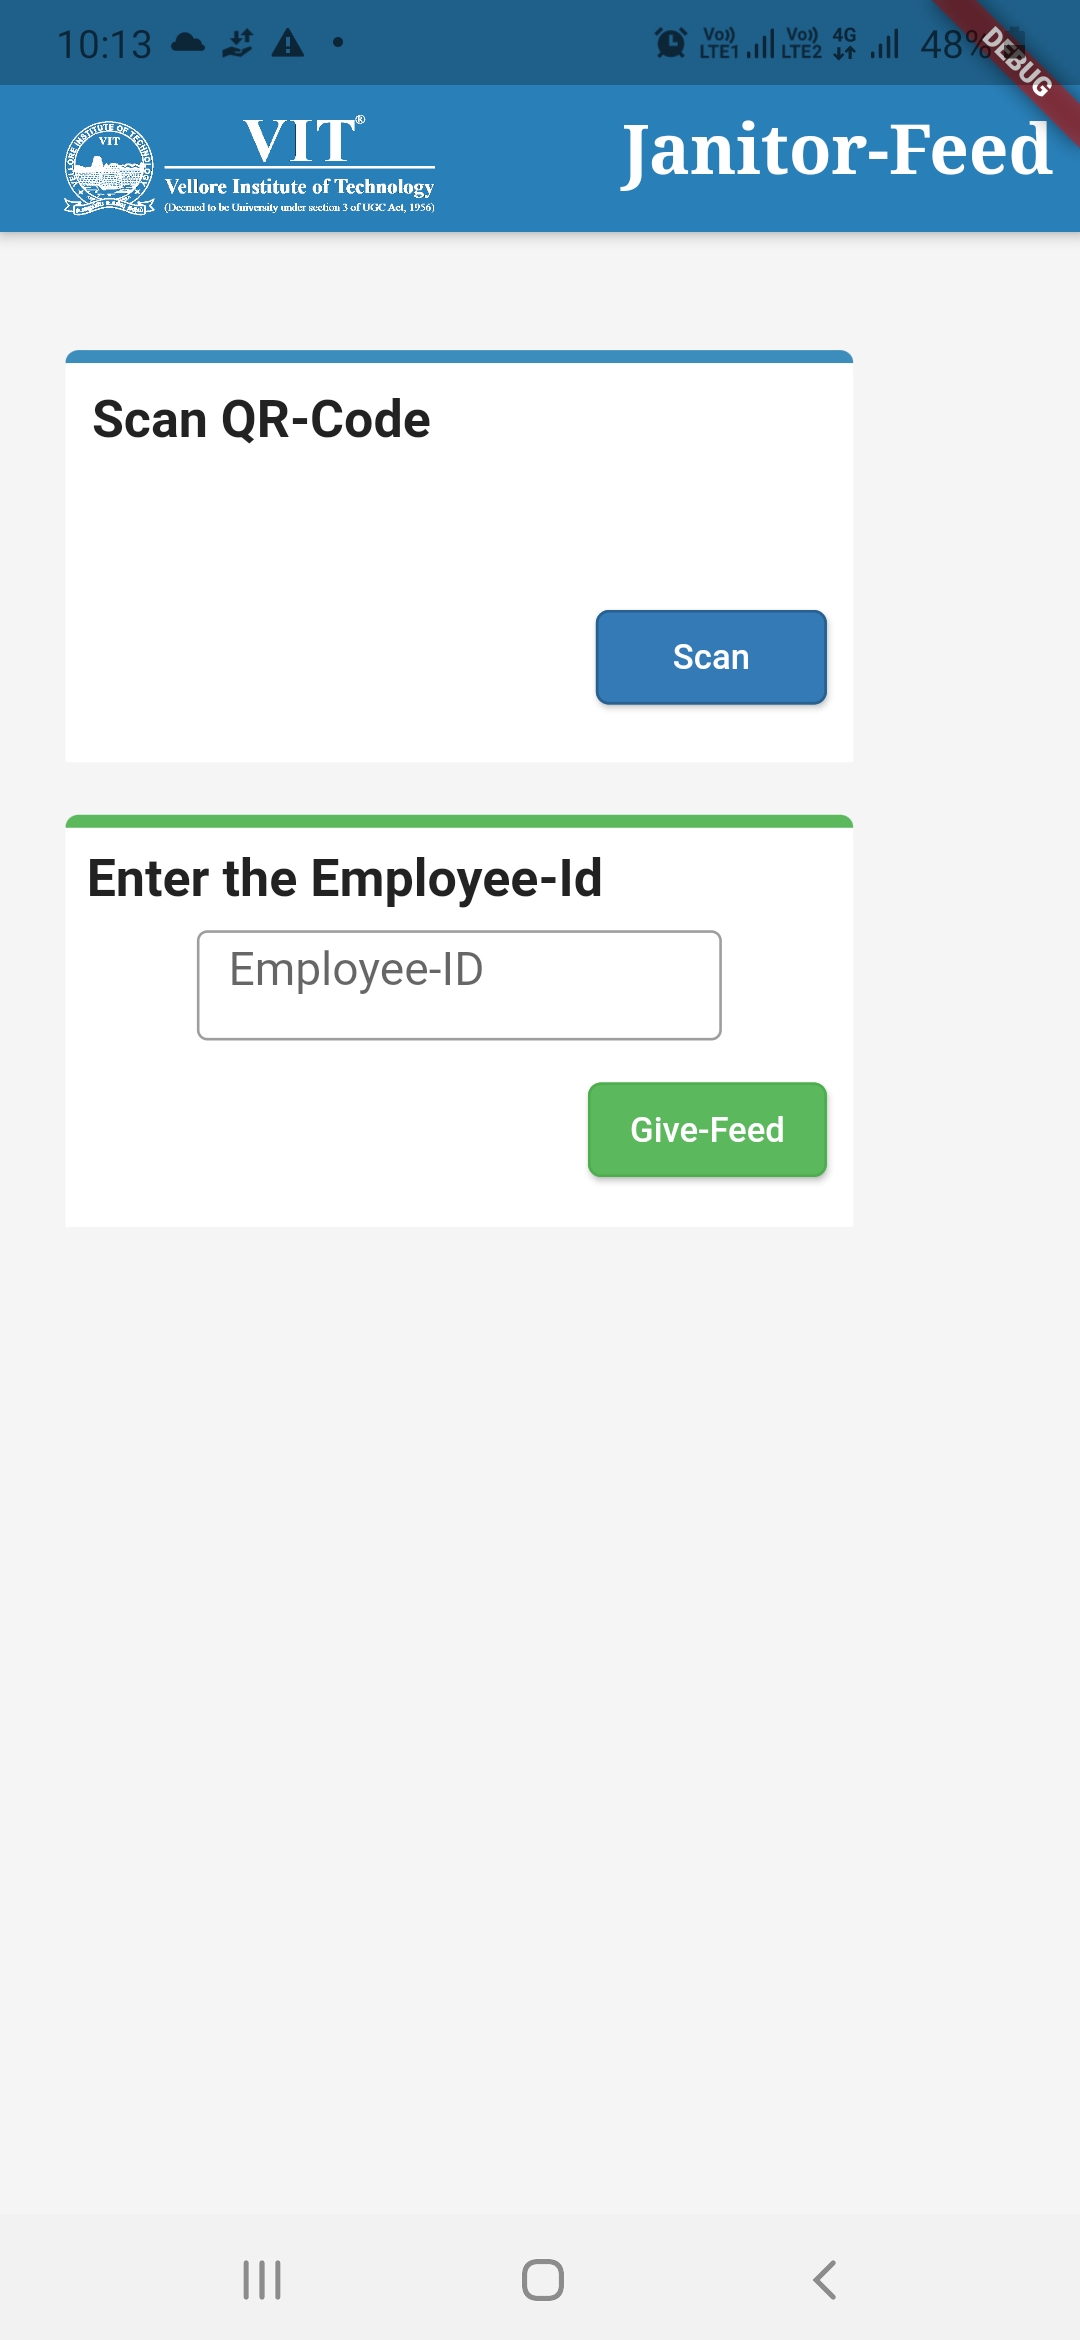 10:13
Vo)) LTE1 Vo)) LTE2 4G 48%
DEBUG
VELLORE INSTITUTE OF TECHNOLOGY
VIT
VIT®
Vellore Institute of Technology
(Deemed to be University under section 3 of UGC Act, 1956)
Janitor-Feed
Scan QR-Code
Scan
Enter the Employee-Id
Employee-ID
Give-Feed